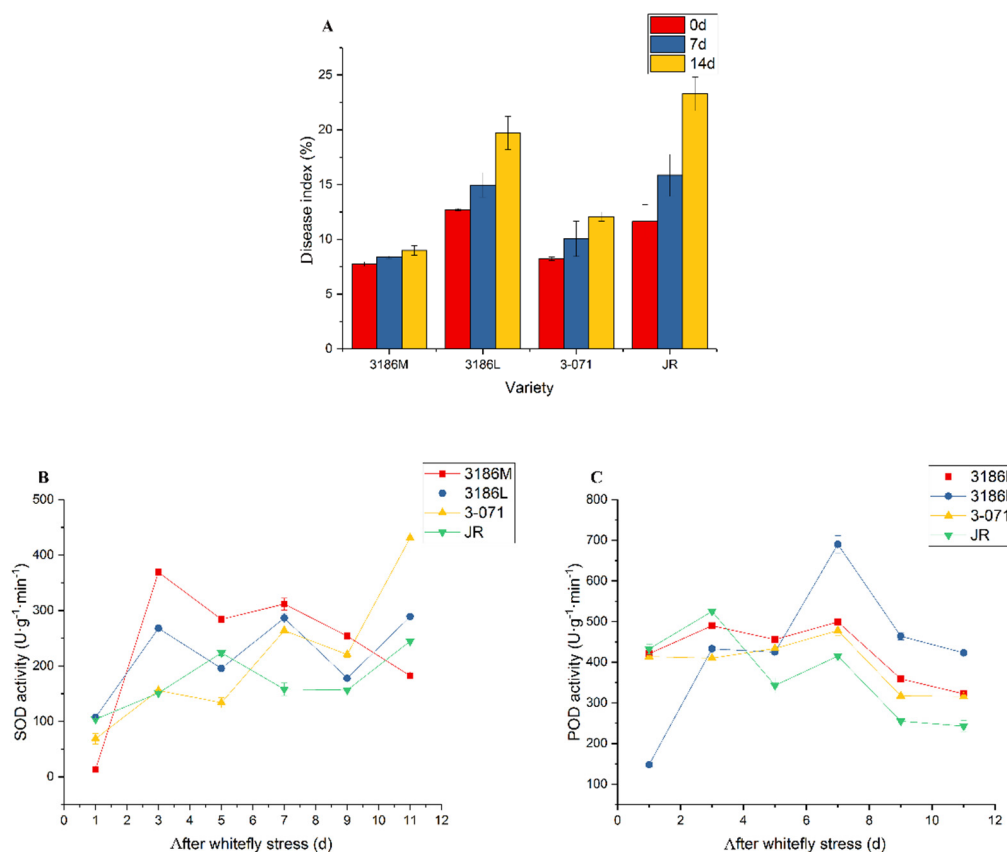 A
0d
7d
14d
25
20
15
10
5
0
Disease index (%)
3186M
3186L
3-071
JR
Variety
B
3186M
3186L
3-071
JR
500
400
300
200
100
0
SOD activity (U·g⁻¹·min⁻¹)
0 1 2 3 4 5 6 7 8 9 10 11 12
After whitefly stress (d)
C
3186
3186
3-071
JR
800
700
600
500
400
300
200
100
POD activity (U·g⁻¹·min⁻¹)
0 2 4 6 8 10 12
After whitefly stress (d)